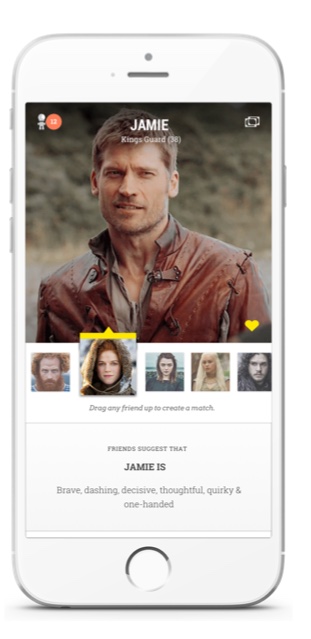 12
JAMIE
Kings Guard (38)
Drag any friend up to create a match.
FRIENDS SUGGEST THAT
JAMIE IS
Brave, dashing, decisive, thoughtful, quirky &
one-handed